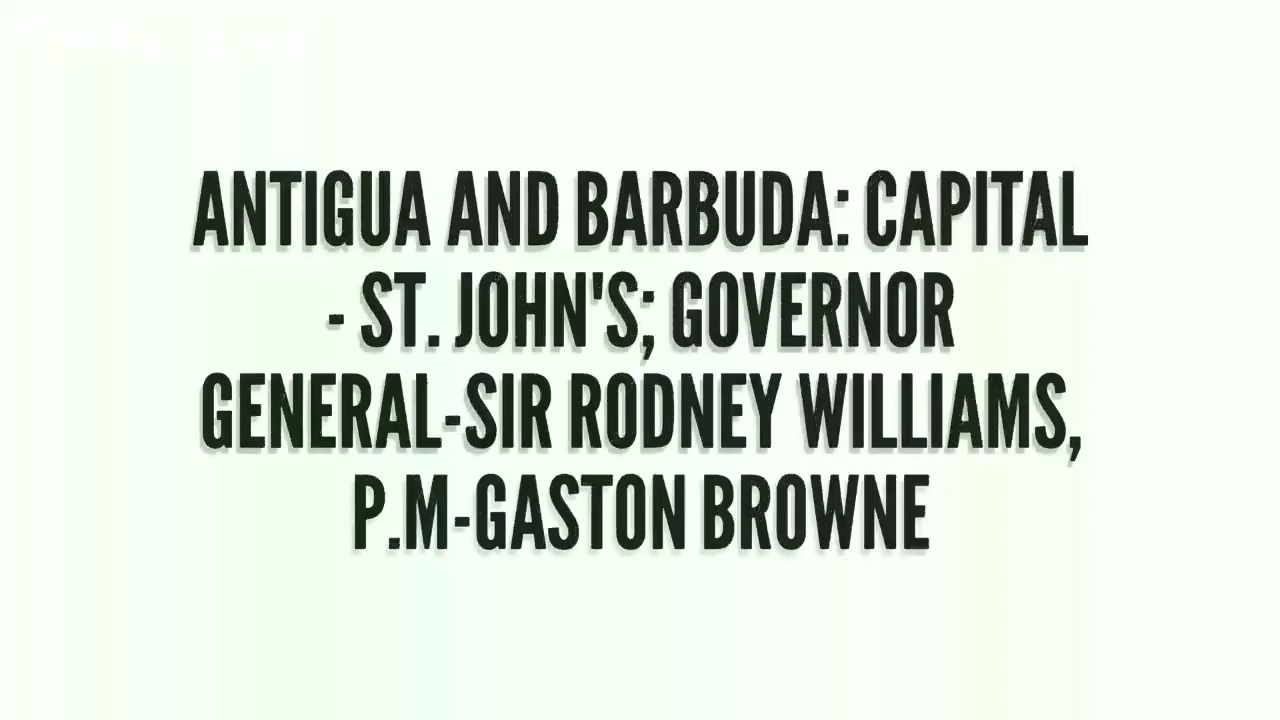 ANTIGUA AND BARBUDA: CAPITAL
- ST. JOHN'S; GOVERNOR
GENERAL-SIR RODNEY WILLIAMS,
P.M-GASTON BROWNE